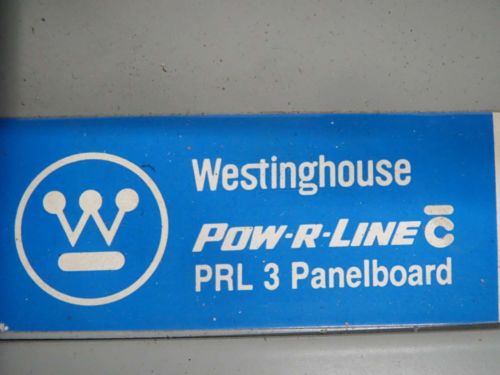 Westinghouse
POW-R-LINE C
PRL 3 Panelboard